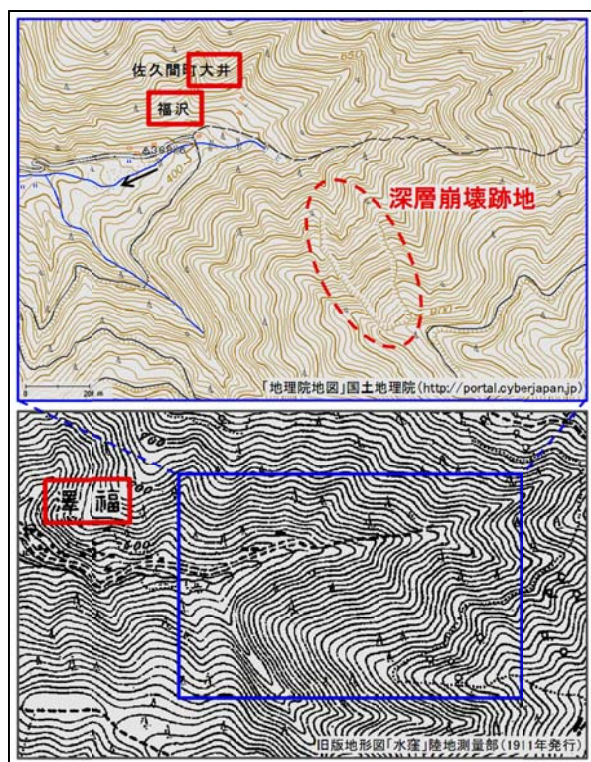 650
佐久間町大井
福沢
400
深層崩壊跡地
「地理院地図」国土地理院(http://portal.cyberjapan.jp)
澤福
旧版地形図「水窪」陸地測量部(1911年発行)